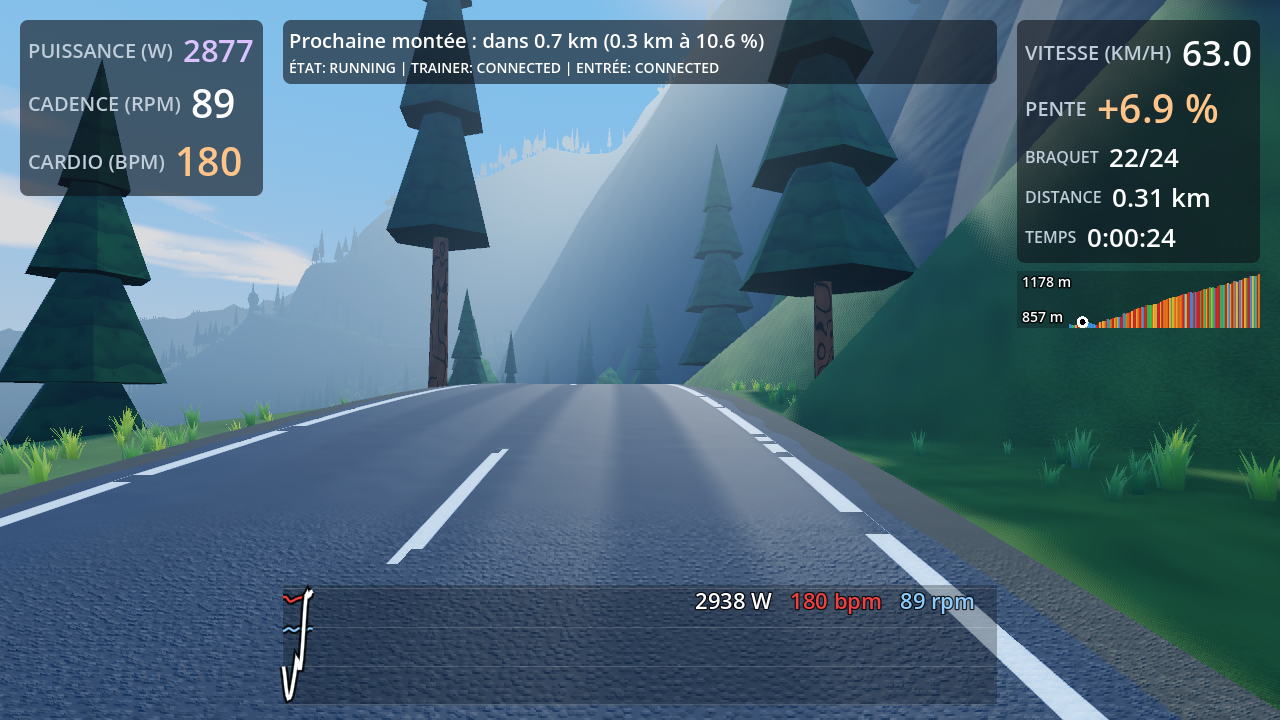 PUISSANCE (W) 2877
CADENCE (RPM) 89
CARDIO (BPM) 180
Prochaine montée : dans 0.7 km (0.3 km à 10.6 %)
ÉTAT: RUNNING | TRAINER: CONNECTED | ENTRÉE: CONNECTED
VITESSE (KM/H) 63.0
PENTE +6.9 %
BRAQUET 22/24
DISTANCE 0.31 km
TEMPS 0:00:24
1178 m
857 m
2938 W 180 bpm 89 rpm